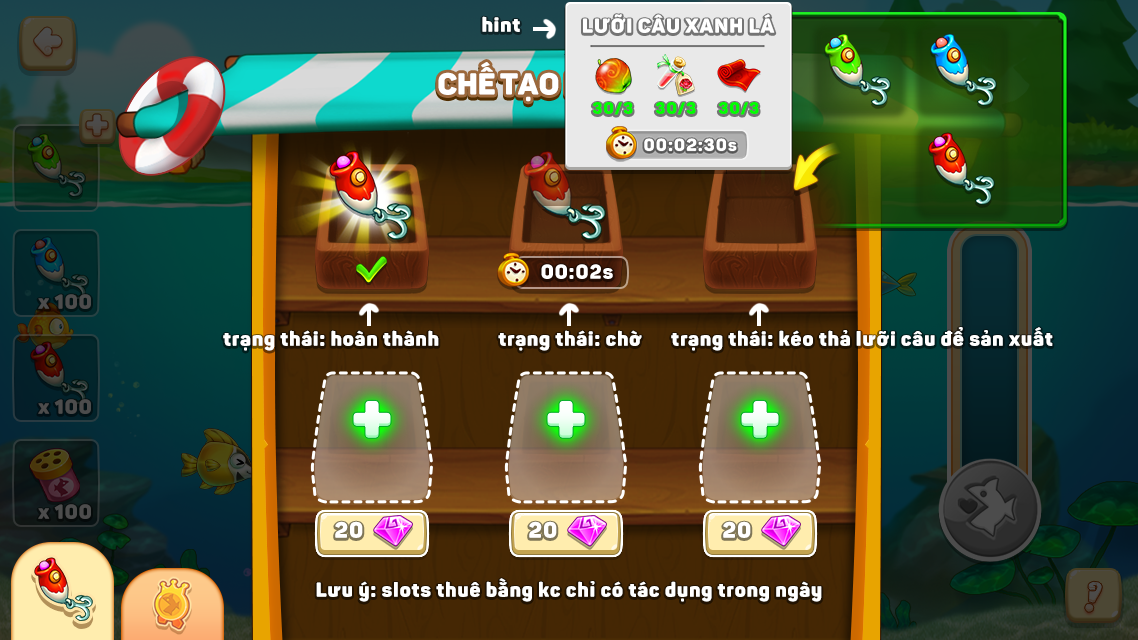 hint
LƯỠI CÂU XANH LÁ
30/3 30/3 30/3
00:02:30s
CHẾ TẠO
00:02s
trạng thái: hoàn thành
trạng thái: chờ
trạng thái: kéo thả lưỡi câu để sản xuất
x 100
x 100
x 100
20
20
20
Lưu ý: slots thuê bằng kc chỉ có tác dụng trong ngày